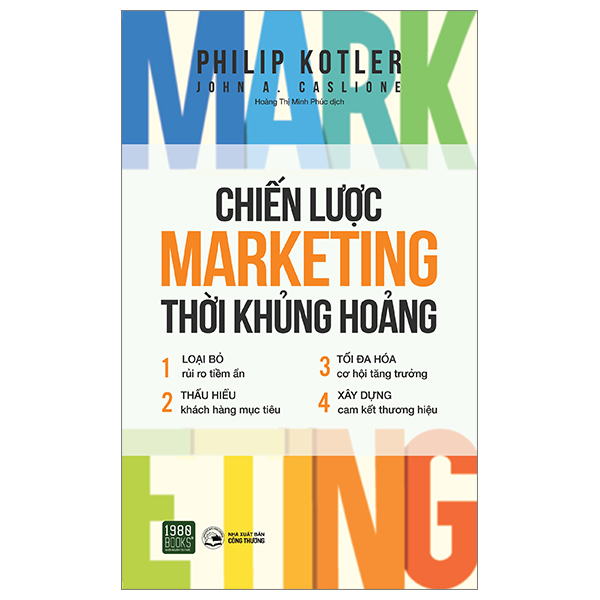 MARK
PHILIP KOTLER
JOHN A. CASLIONE
Hoàng Thị Minh Phúc dịch
CHIẾN LƯỢC
MARKETING
THỜI KHỦNG HOẢNG
1 LOẠI BỎ
rủi ro tiềm ẩn
2 THẤU HIỂU
khách hàng mục tiêu
3 TỐI ĐA HÓA
cơ hội tăng trưởng
4 XÂY DỰNG
cam kết thương hiệu
ETING
1980
BOOKS
NHÀ XUẤT BẢN
CÔNG THƯƠNG